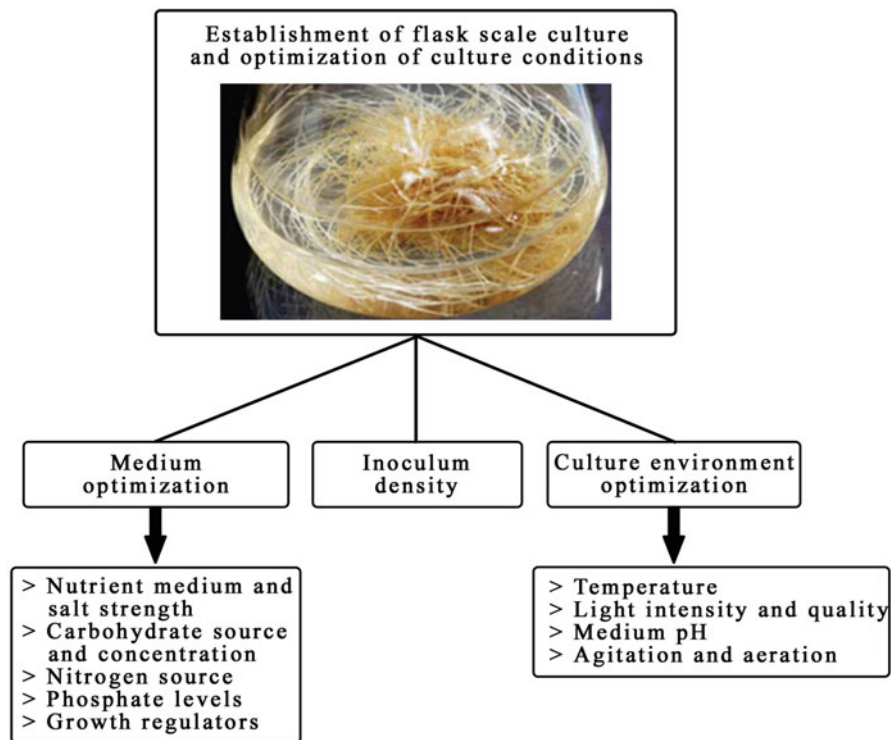 Establishment of flask scale culture
and optimization of culture conditions
Medium
optimization
Inoculum
density
Culture environment
optimization
> Nutrient medium and
salt strength
> Carbohydrate source
and concentration
> Nitrogen source
> Phosphate levels
> Growth regulators
> Temperature
> Light intensity and quality
> Medium pH
> Agitation and aeration